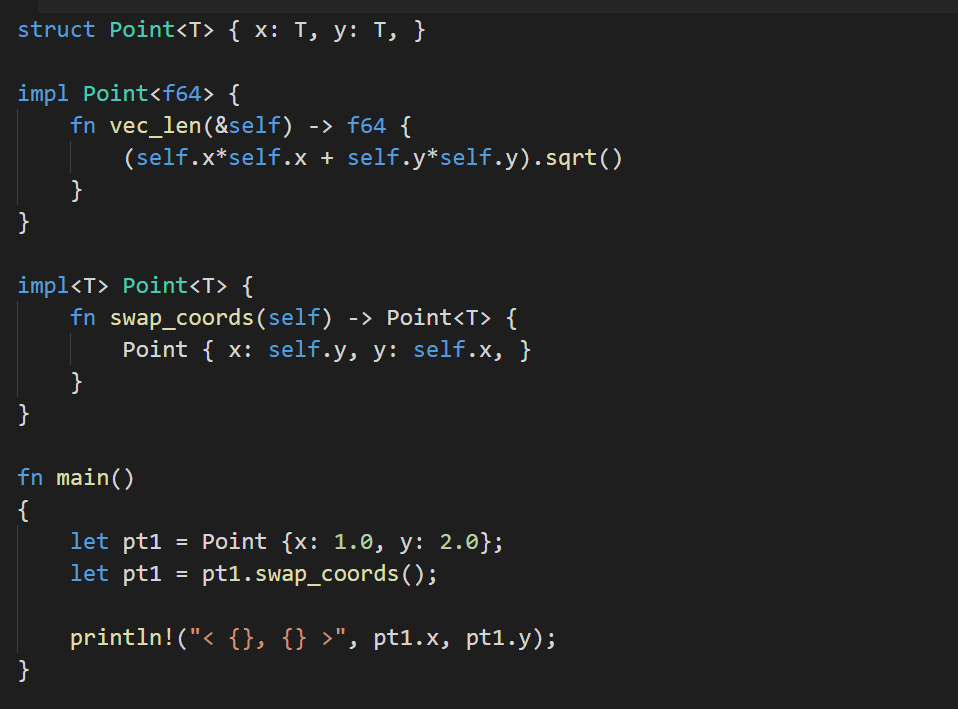 struct Point<T> { x: T, y: T, }
impl Point<f64> {
    fn vec_len(&self) -> f64 {
        (self.x*self.x + self.y*self.y).sqrt()
    }
}
impl<T> Point<T> {
    fn swap_coords(self) -> Point<T> {
        Point { x: self.y, y: self.x, }
    }
}
fn main()
{
    let pt1 = Point {x: 1.0, y: 2.0};
    let pt1 = pt1.swap_coords();
    println!("< {}, {} >", pt1.x, pt1.y);
}